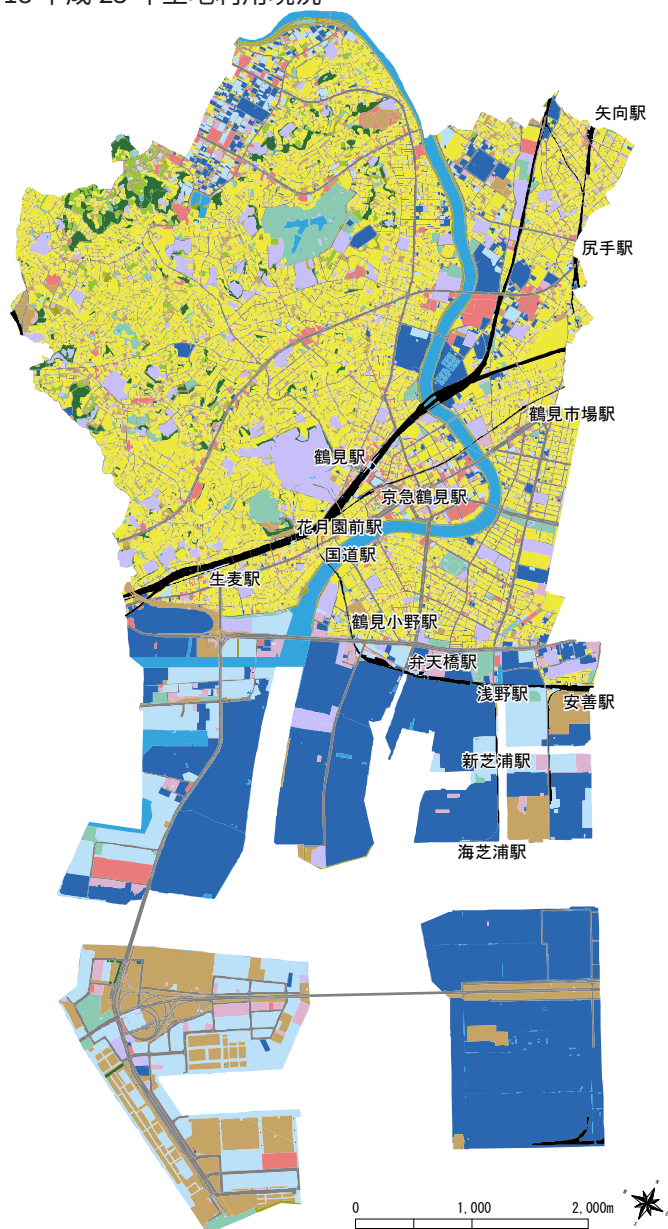 矢向駅
尻手駅
鶴見市場駅
鶴見駅
京急鶴見駅
花月園前駅
国道駅
生麦駅
鶴見小野駅
弁天橋駅
浅野駅
安善駅
新芝浦駅
海芝浦駅
0 1,000 2,000m